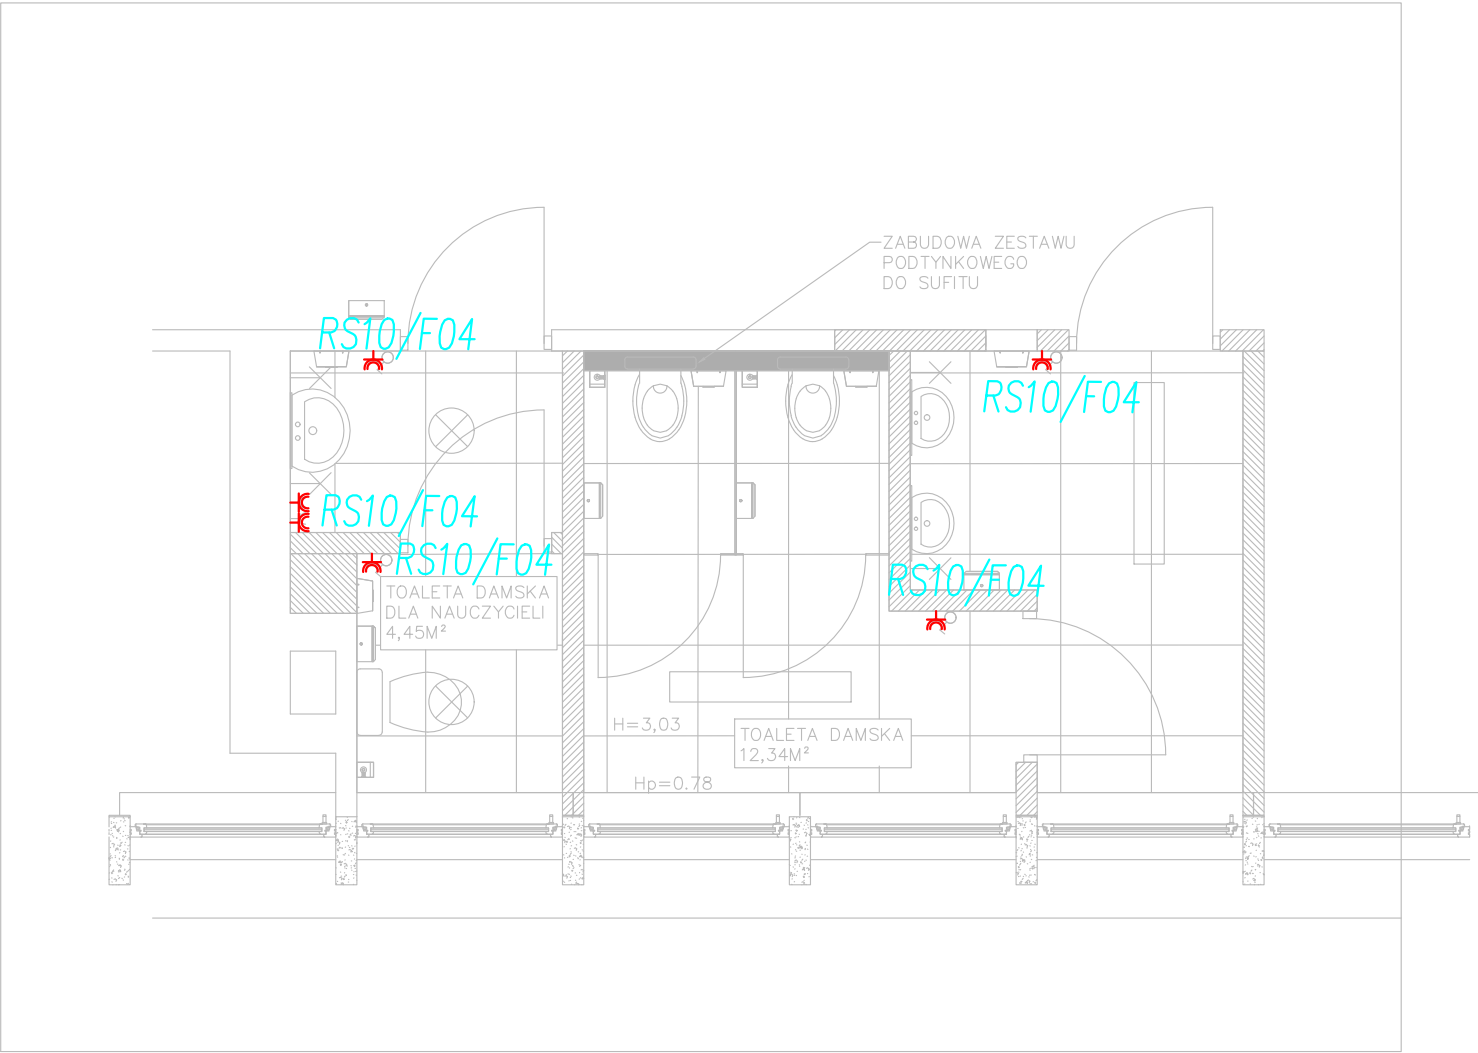 ZABUDOWA ZESTAWU
PODTYNKOWEGO
DO SUFITU
RS10/F04
RS10/F04
RS10/F04
RS10/F04
RS10/F04
TOALETA DAMSKA
DLA NAUCZYCIELI
4,45M²
H=3,03
TOALETA DAMSKA
12,34M²
Hp=0.78